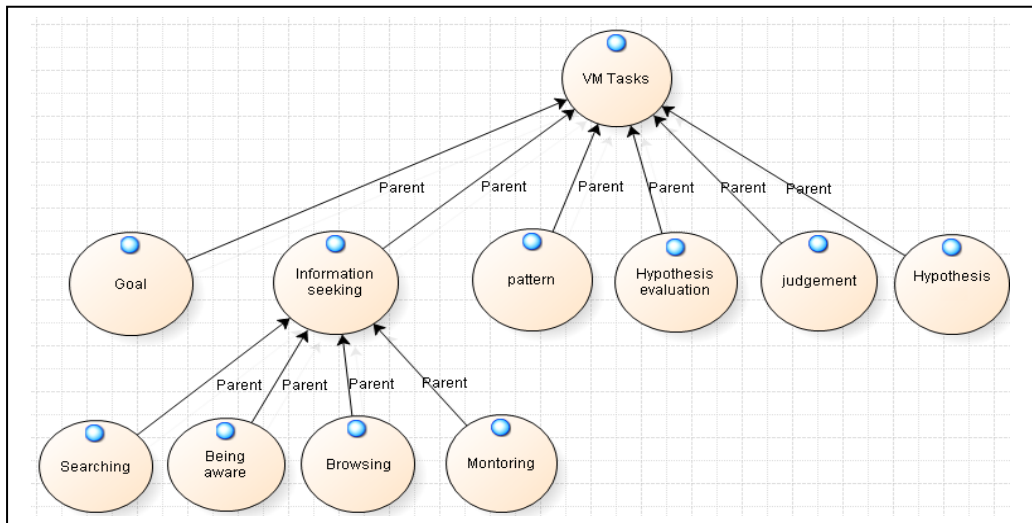 VM Tasks
Parent
Parent
Parent
Parent
Parent
Parent
Goal
Information
seeking
pattern
Hypothesis
evaluation
judgement
Hypothesis
Parent
Parent
Parent
Parent
Searching
Being
aware
Browsing
Montoring